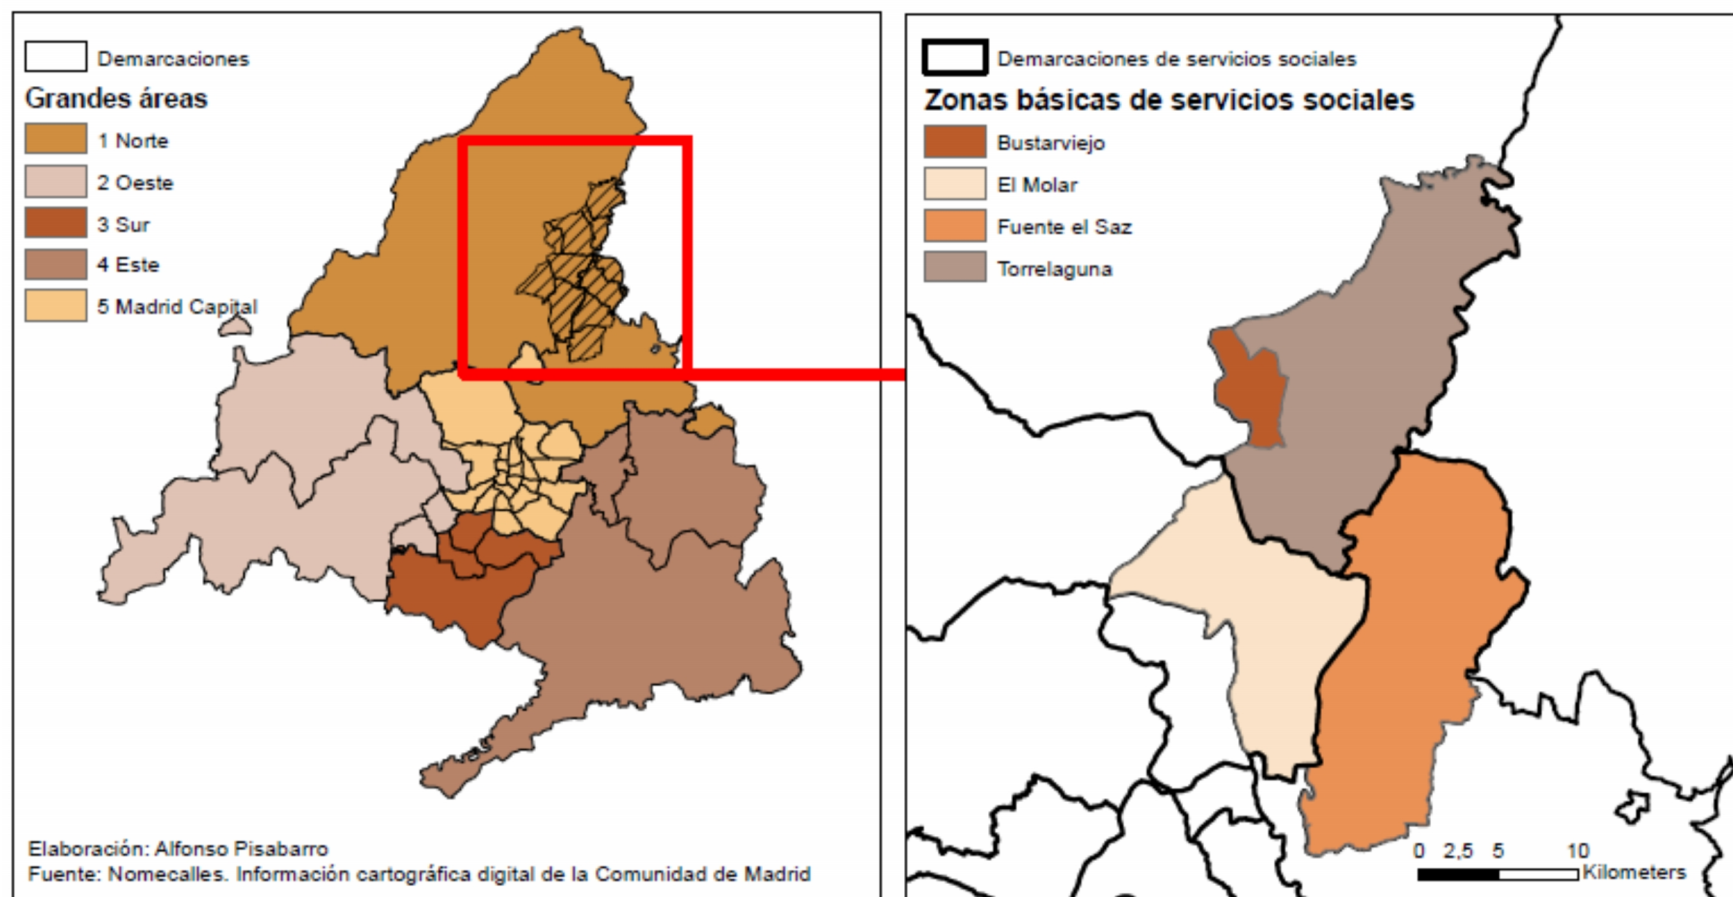 Demarcaciones
Grandes áreas
1 Norte
2 Oeste
3 Sur
4 Este
5 Madrid Capital
Elaboración: Alfonso Pisabarro
Fuente: Nomecalles. Información cartográfica digital de la Comunidad de Madrid
Demarcaciones de servicios sociales
Zonas básicas de servicios sociales
Bustarviejo
El Molar
Fuente el Saz
Torrelaguna
0 2,5 5 10
Kilometers